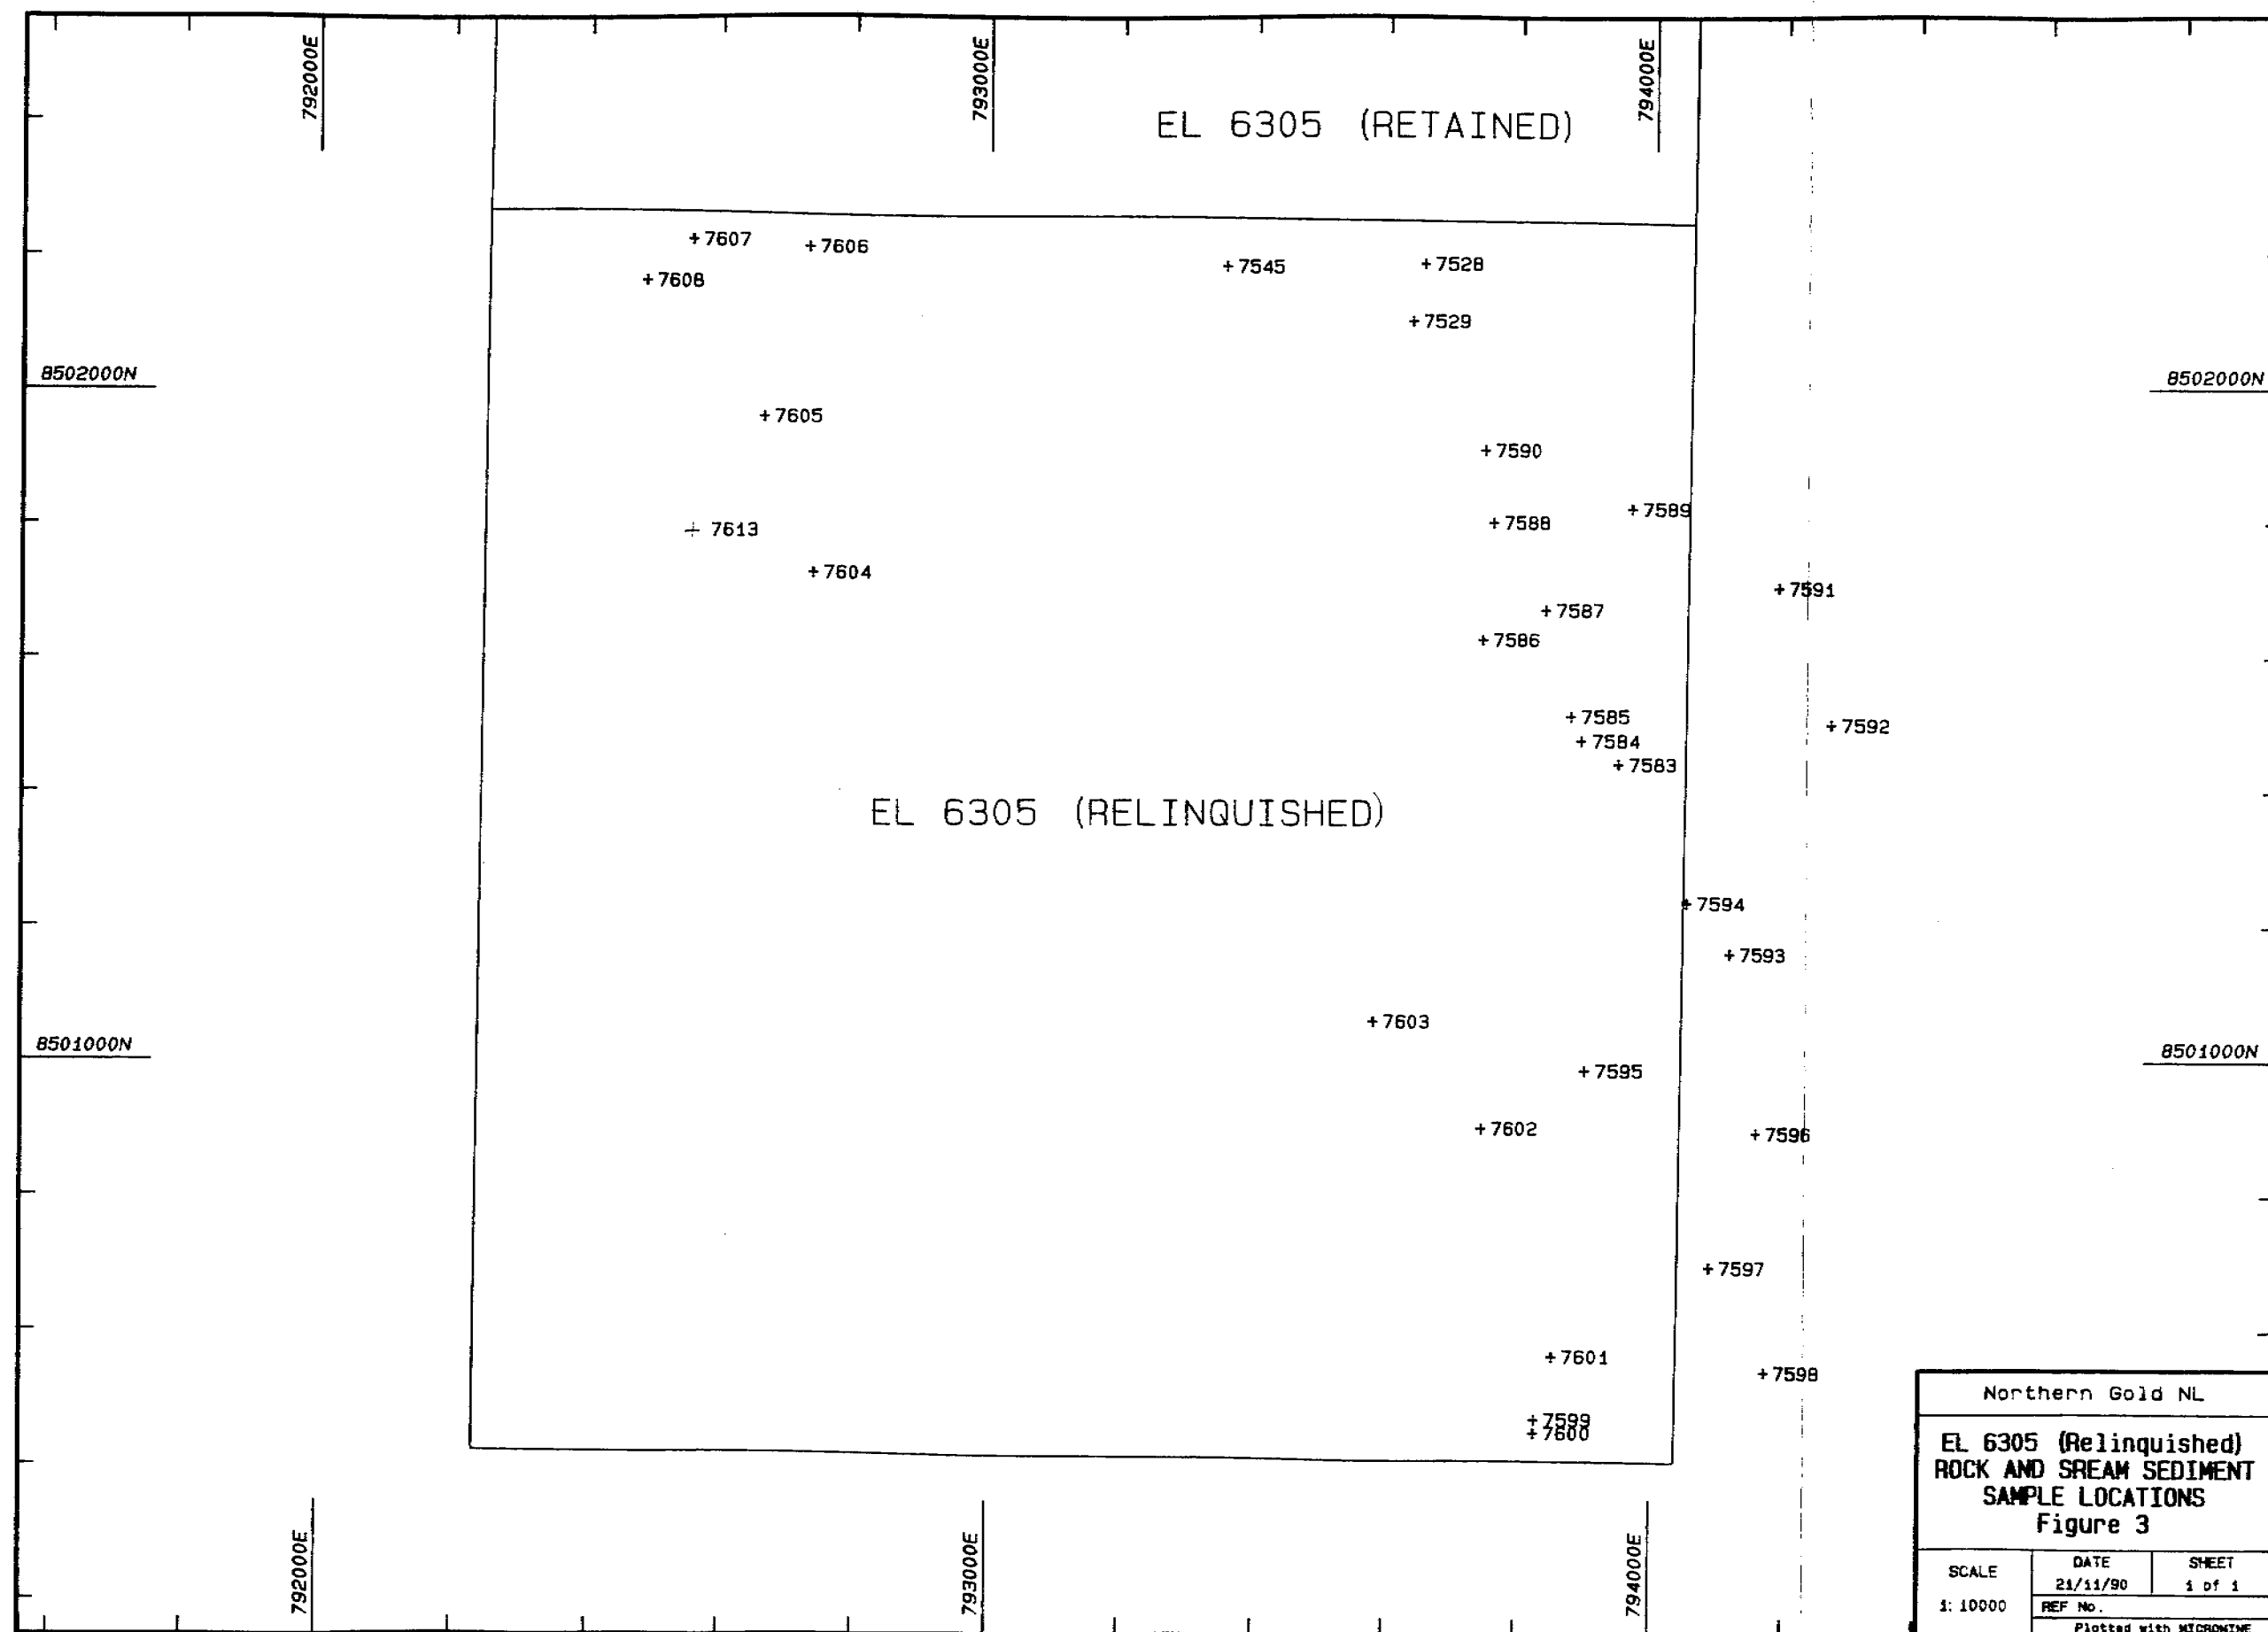 792000E
793000E
794000E
EL 6305 (RETAINED)
+ 7607
+ 7606
+ 7608
+ 7545
+ 7528
+ 7529
8502000N
8502000N
+ 7605
+ 7590
+ 7589
+ 7588
+ 7613
+ 7604
+ 7591
+ 7587
+ 7586
+ 7585
+ 7592
+ 7584
+ 7583
EL 6305 (RELINQUISHED)
+ 7594
+ 7593
+ 7603
8501000N
8501000N
+ 7595
+ 7602
+ 7596
+ 7597
+ 7601
+ 7598
+ 7599
+ 7600
792000E
793000E
794000E
Northern Gold NL
EL 6305 (Relinquished)
ROCK AND SREAM SEDIMENT
SAMPLE LOCATIONS
Figure 3
SCALE
1: 10000
DATE
21/11/90
SHEET
1 of 1
REF No.
Plotted with MICROMINE